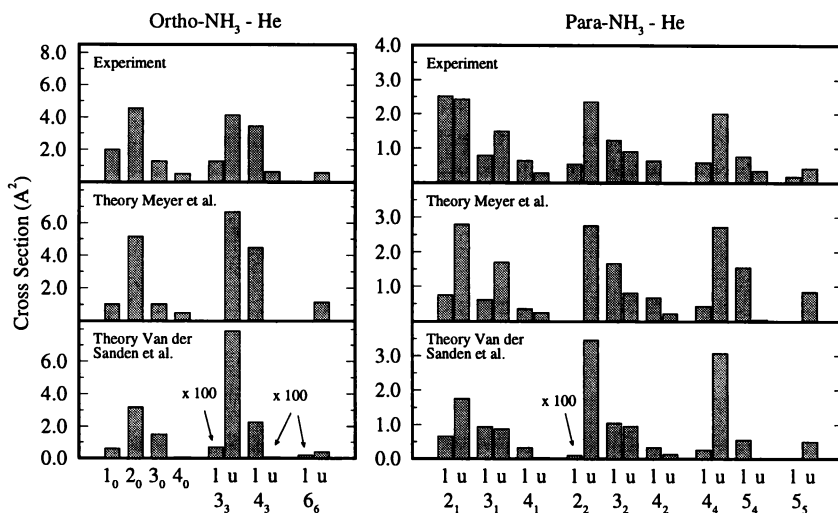 Ortho-NH3 - He
Para-NH3 - He
Cross Section (A²)
8.0
6.0
4.0
2.0
Experiment
6.0
4.0
2.0
Theory Meyer et al.
6.0
4.0
2.0
0.0
Theory Van der
Sanden et al.
x 100
x 100
1₀ 2₀ 3₀ 4₀ l u l u l u
3₃ 4₃ 6₆
4.0
3.0
2.0
1.0
Experiment
3.0
2.0
1.0
Theory Meyer et al.
3.0
2.0
1.0
0.0
Theory Van der
Sanden et al.
x 100
l u l u l u l u l u l u l u l u l u
2₁ 3₁ 4₁ 2₂ 3₂ 4₂ 4₄ 5₄ 5₅